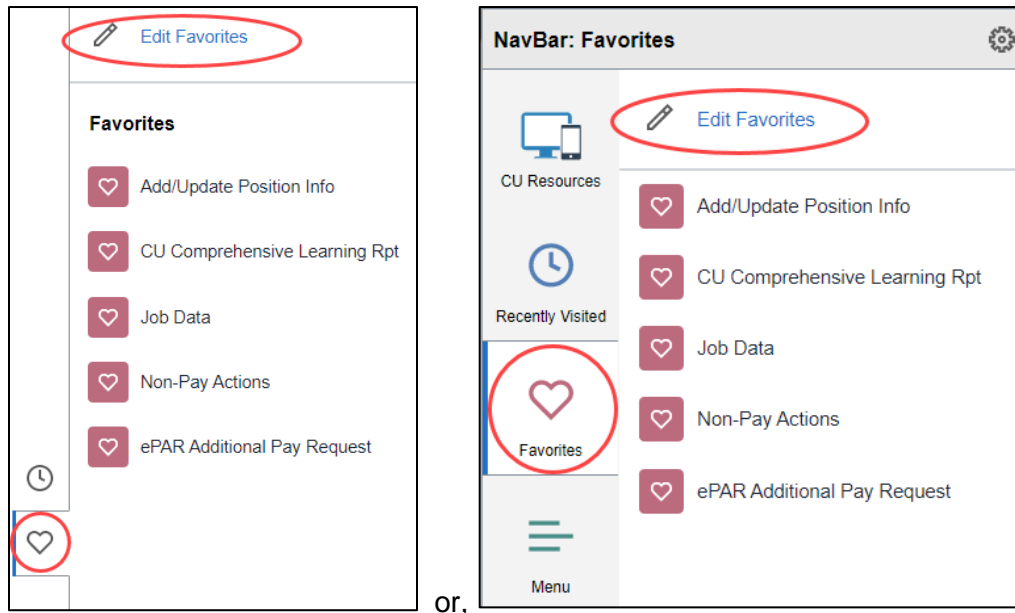 Edit Favorites
Favorites
Add/Update Position Info
CU Comprehensive Learning Rpt
Job Data
Non-Pay Actions
ePAR Additional Pay Request
or,
NavBar: Favorites
CU Resources
Recently Visited
Favorites
Menu
Edit Favorites
Add/Update Position Info
CU Comprehensive Learning Rpt
Job Data
Non-Pay Actions
ePAR Additional Pay Request